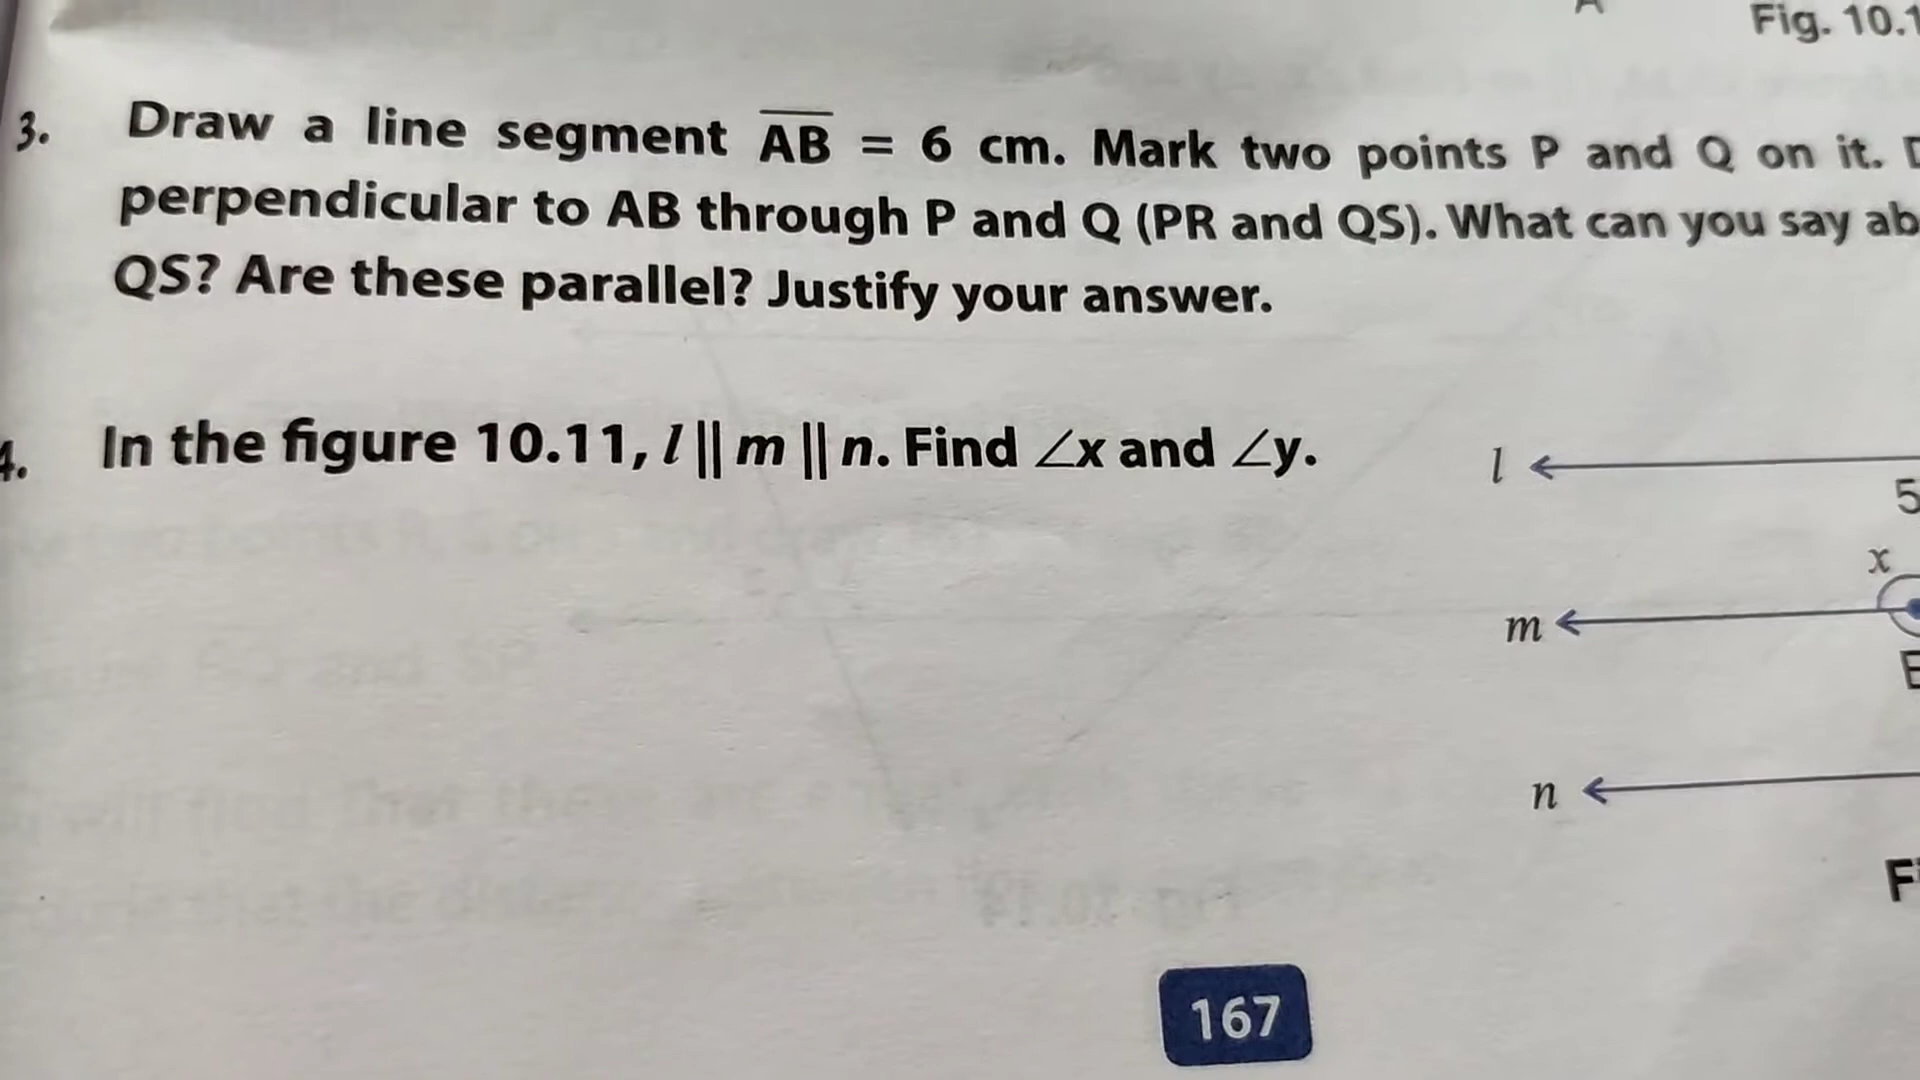 Fig. 10.1
3. Draw a line segment AB = 6 cm. Mark two points P and Q on it.
perpendicular to AB through P and Q (PR and QS). What can you say
QS? Are these parallel? Justify your answer.
4. In the figure 10.11, l || m || n. Find ∠x and ∠y.
l
5
x
m
E
n
167